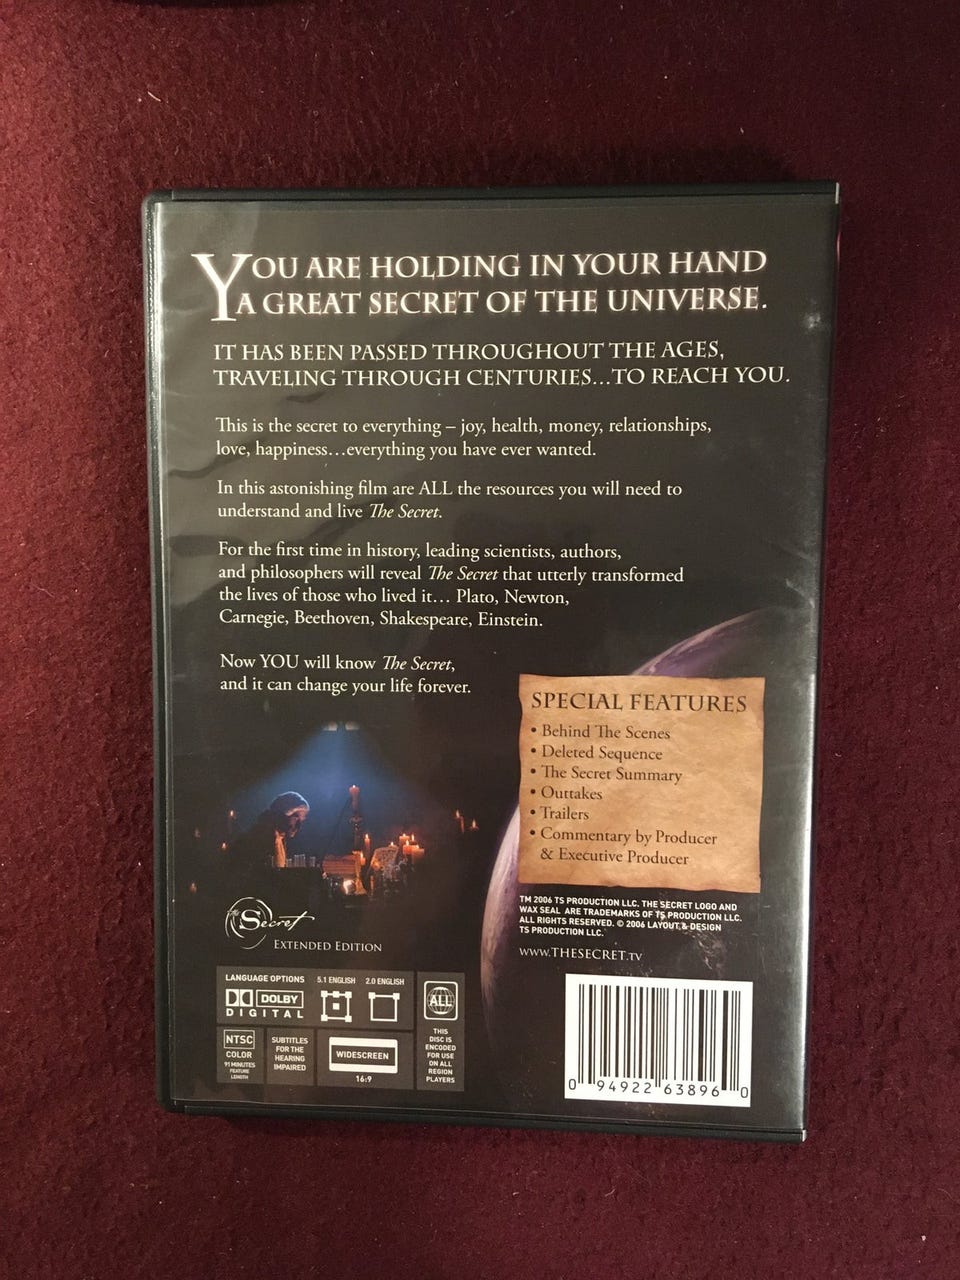 YOU ARE HOLDING IN YOUR HAND
A GREAT SECRET OF THE UNIVERSE.
IT HAS BEEN PASSED THROUGHOUT THE AGES,
TRAVELING THROUGH CENTURIES...TO REACH YOU.
This is the secret to everything – joy, health, money, relationships,
love, happiness…everything you have ever wanted.
In this astonishing film are ALL the resources you will need to
understand and live The Secret.
For the first time in history, leading scientists, authors,
and philosophers will reveal The Secret that utterly transformed
the lives of those who lived it… Plato, Newton,
Carnegie, Beethoven, Shakespeare, Einstein.
Now YOU will know The Secret,
and it can change your life forever.
SPECIAL FEATURES
• Behind The Scenes
• Deleted Sequence
• The Secret Summary
• Outtakes
• Trailers
• Commentary by Producer
& Executive Producer
The Secret
EXTENDED EDITION
TM 2006 TS PRODUCTION LLC. THE SECRET LOGO AND
WAX SEAL ARE TRADEMARKS OF TS PRODUCTION LLC.
ALL RIGHTS RESERVED. © 2006 LAYOUT & DESIGN
TS PRODUCTION LLC.
WWW.THESECRET.TV
LANGUAGE OPTIONS
DOLBY
DIGITAL
5.1 ENGLISH
2.0 ENGLISH
ALL
THIS
DISC IS
ENCODED
FOR USE
ON ALL
REGION
PLAYERS
NTSC
COLOR
91 MINUTES
FEATURE
LENGTH
SUBTITLES
FOR THE
HEARING
IMPAIRED
WIDESCREEN
16:9
0 94922 63896 0